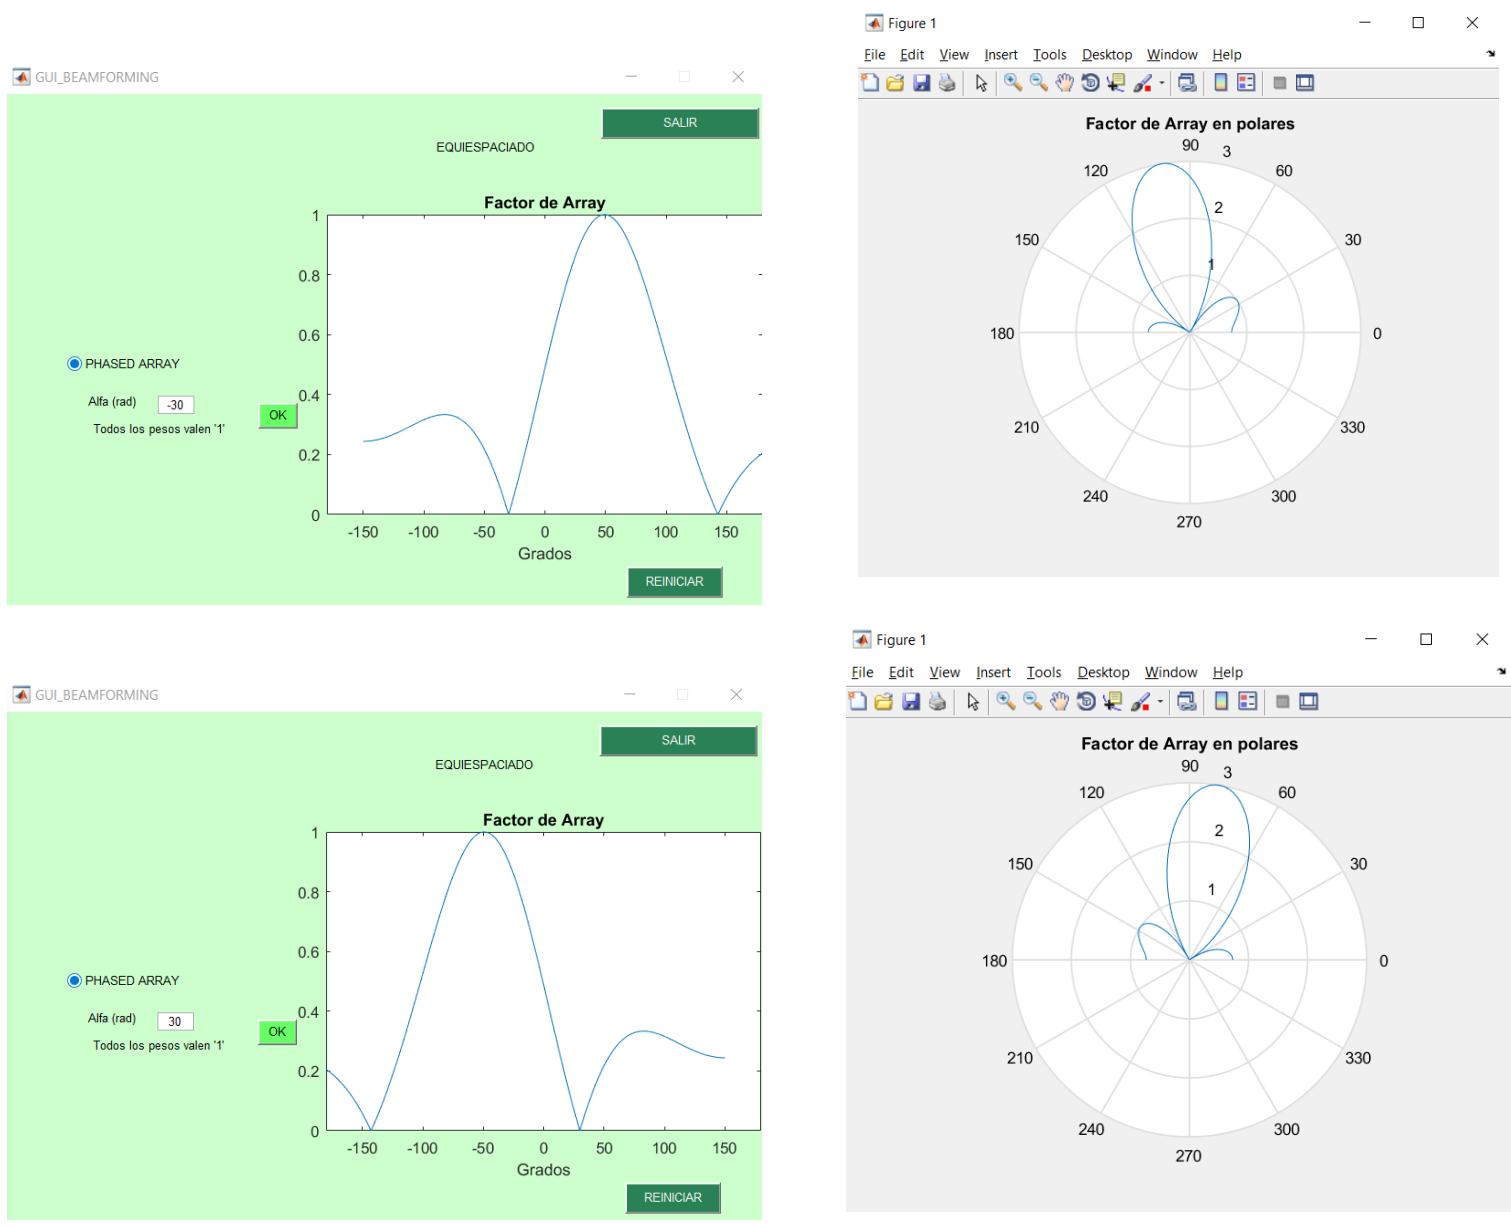 GUI_BEAMFORMING
SALIR
EQUIESPACIADO
Factor de Array
1
0.8
0.6
0.4
0.2
0
-150 -100 -50 0 50 100 150
Grados
PHASED ARRAY
Alfa (rad) -30
OK
Todos los pesos valen '1'
REINICIAR
Figure 1
File Edit View Insert Tools Desktop Window Help
Factor de Array en polares
90
3
120
60
2
150
30
1
180
0
210
330
240
300
270
GUI_BEAMFORMING
SALIR
EQUIESPACIADO
Factor de Array
1
0.8
0.6
0.4
0.2
0
-150 -100 -50 0 50 100 150
Grados
PHASED ARRAY
Alfa (rad) 30
OK
Todos los pesos valen '1'
REINICIAR
Figure 1
File Edit View Insert Tools Desktop Window Help
Factor de Array en polares
90
3
120
60
2
150
30
1
180
0
210
330
240
300
270